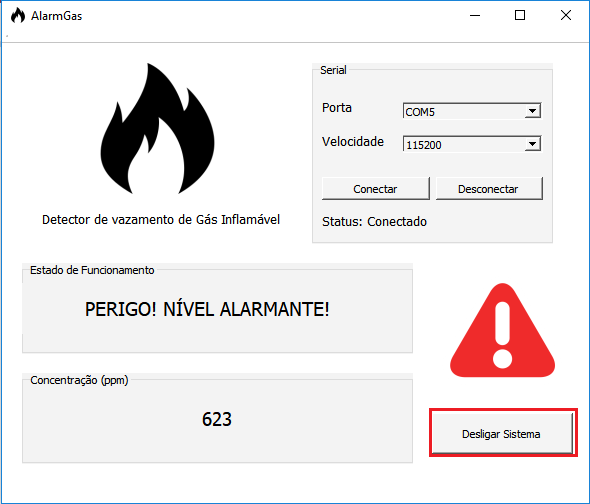 AlarmGas
Serial
Porta
COM5
Velocidade
115200
Conectar
Desconectar
Status: Conectado
Detector de vazamento de Gás Inflamável
Estado de Funcionamento
PERIGO! NÍVEL ALARMANTE!
Concentração (ppm)
623
Desligar Sistema